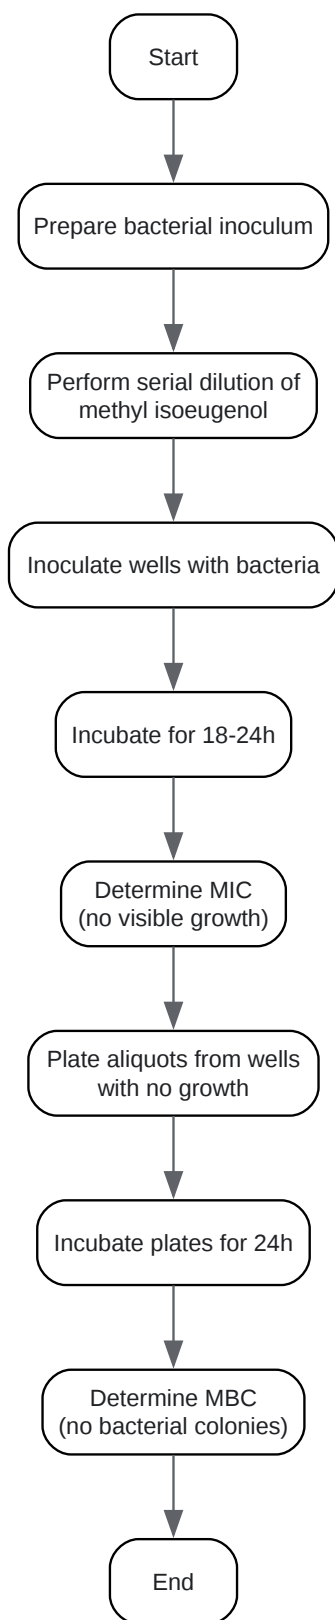 Start
Prepare bacterial inoculum
Perform serial dilution of
methyl isoeugenol
Inoculate wells with bacteria
Incubate for 18-24h
Determine MIC
(no visible growth)
Plate aliquots from wells
with no growth
Incubate plates for 24h
Determine MBC
(no bacterial colonies)
End